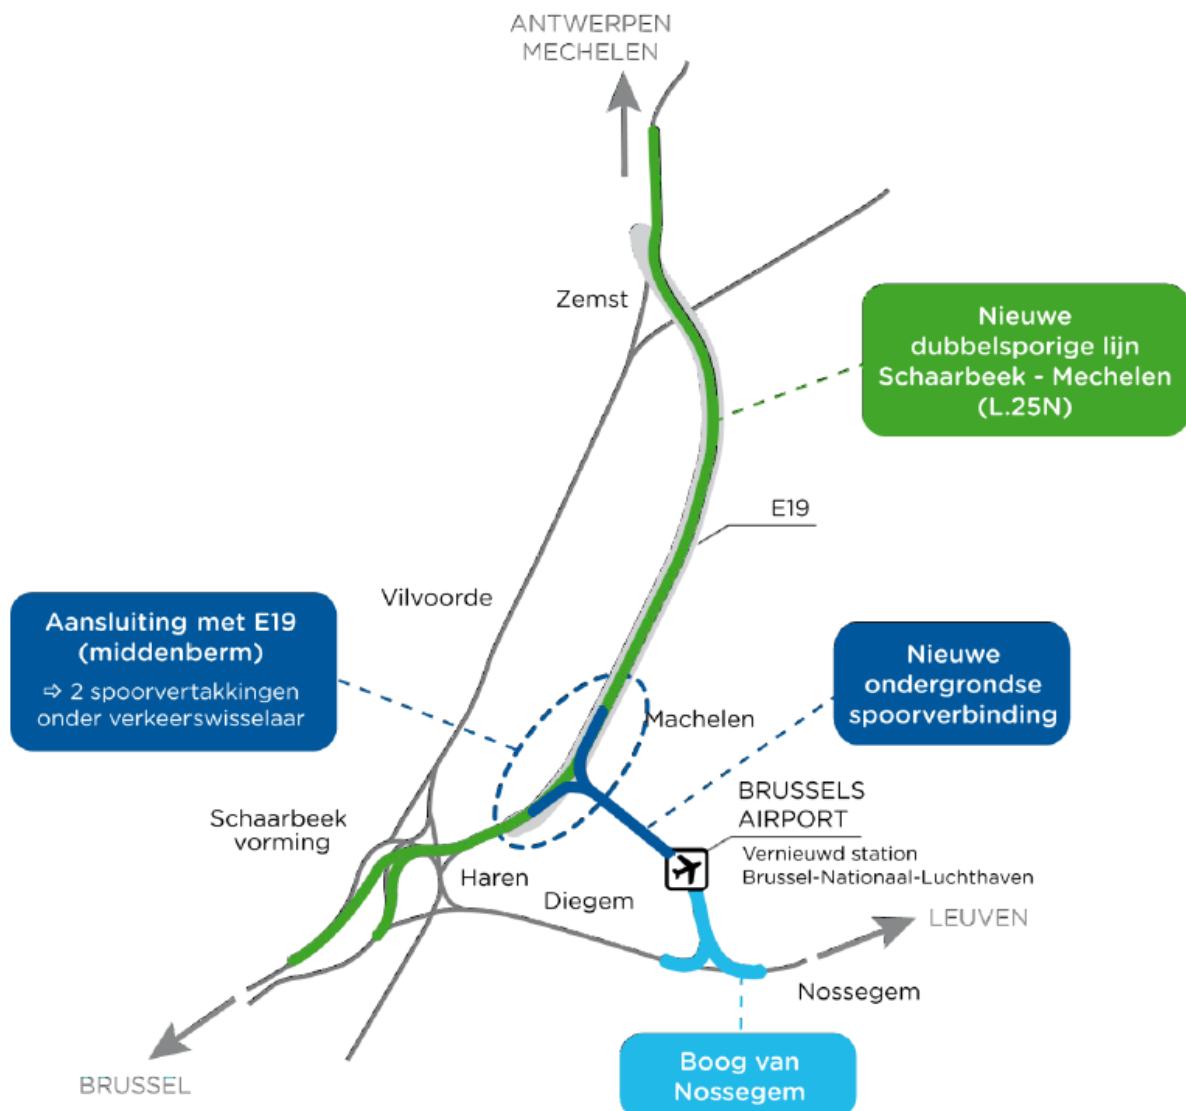 ANTWERPEN
MECHELEN
Zemst
Nieuwe
dubbelsporige lijn
Schaarbeek - Mechelen
(L.25N)
E19
Vilvoorde
Aansluiting met E19
(middenberm)
⇨ 2 spoorvertakkingen
onder verkeerswisselaar
Nieuwe
ondergrondse
spoorverbinding
Machelen
BRUSSELS
AIRPORT
Vernieuwd station
Brussel-Nationaal-Luchthaven
Schaarbeek
vorming
Haren
Diegem
LEUVEN
Nossegem
Boog van
Nossegem
BRUSSEL